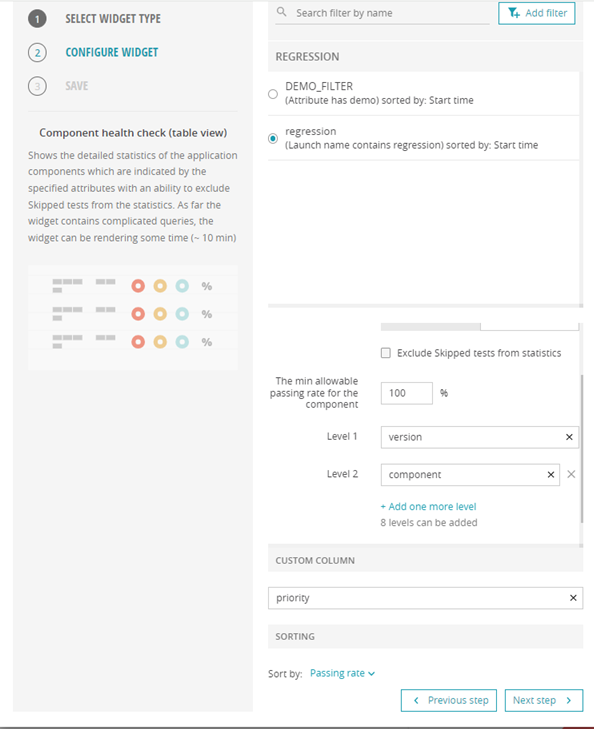 1 SELECT WIDGET TYPE
2 CONFIGURE WIDGET
3 SAVE
Component health check (table view)
Shows the detailed statistics of the application
components which are indicated by the
specified attributes with an ability to exclude
Skipped tests from the statistics. As far the
widget contains complicated queries, the
widget can be rendering some time (~ 10 min)
%
%
%
Search filter by name
Add filter
REGRESSION
DEMO_FILTER
(Attribute has demo) sorted by: Start time
regression
(Launch name contains regression) sorted by: Start time
Exclude Skipped tests from statistics
The min allowable
passing rate for the
component
100 %
Level 1 version
Level 2 component
+ Add one more level
8 levels can be added
CUSTOM COLUMN
priority
SORTING
Sort by: Passing rate
Previous step
Next step